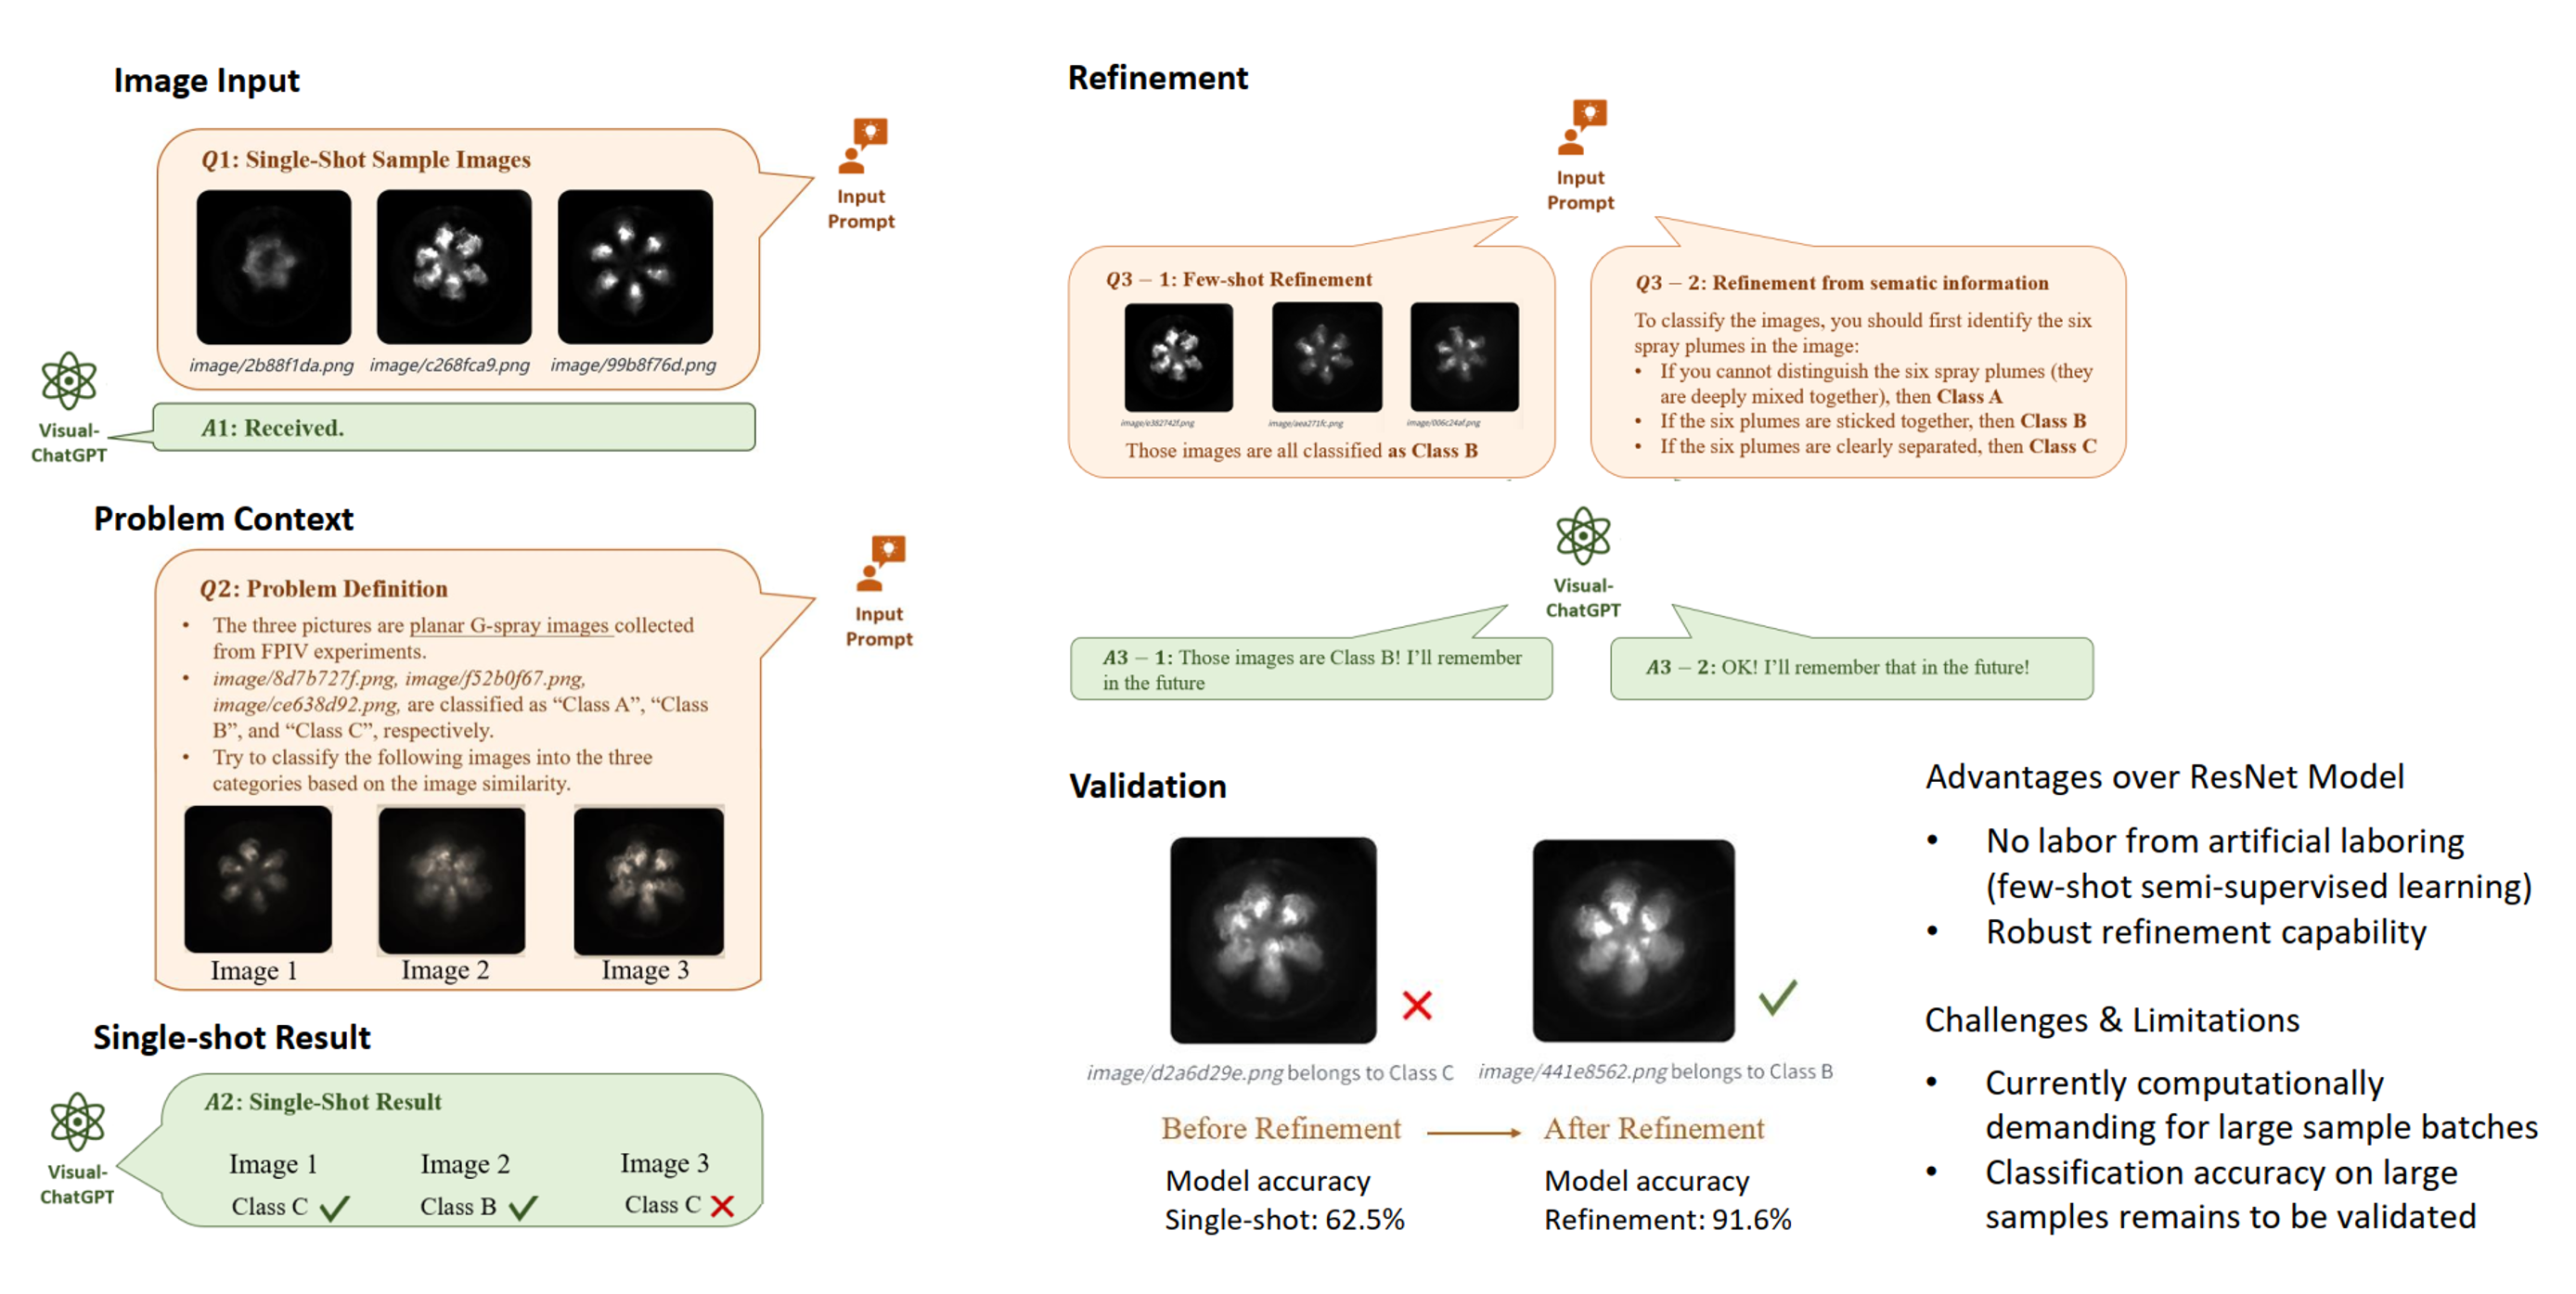 Image Input
Q1: Single-Shot Sample Images
image/2b88f1da.png image/c268fca9.png image/99b8f76d.png
Input
Prompt
Visual-
ChatGPT
A1: Received.
Problem Context
Q2: Problem Definition
• The three pictures are planar G-spray images collected
from FPIV experiments.
• image/8d7b727f.png, image/f52b0f67.png,
image/ce638d92.png, are classified as “Class A”, “Class
B”, and “Class C”, respectively.
• Try to classify the following images into the three
categories based on the image similarity.
Image 1 Image 2 Image 3
Input
Prompt
Single-shot Result
Visual-
ChatGPT
A2: Single-Shot Result
Image 1 Image 2 Image 3
Class C Class B Class C
Refinement
Input
Prompt
Q3 – 1: Few-shot Refinement
image/e382742f.png image/aea271fc.png image/006c24af.png
Those images are all classified as Class B
Q3 – 2: Refinement from sematic information
To classify the images, you should first identify the six
spray plumes in the image:
• If you cannot distinguish the six spray plumes (they
are deeply mixed together), then Class A
• If the six plumes are sticked together, then Class B
• If the six plumes are clearly separated, then Class C
Visual-
ChatGPT
A3 – 1: Those images are Class B! I’ll remember
in the future
A3 – 2: OK! I’ll remember that in the future!
Validation
image/d2a6d29e.png belongs to Class C
image/441e8562.png belongs to Class B
Before Refinement
After Refinement
Model accuracy
Single-shot: 62.5%
Model accuracy
Refinement: 91.6%
Advantages over ResNet Model
• No labor from artificial laboring
(few-shot semi-supervised learning)
• Robust refinement capability
Challenges & Limitations
• Currently computationally
demanding for large sample batches
• Classification accuracy on large
samples remains to be validated